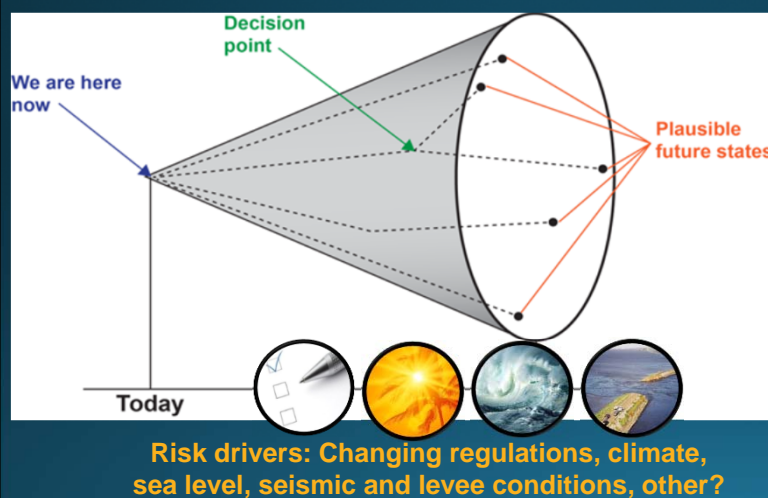 Decision
point
We are here
now
Plausible
future states
Today
Risk drivers: Changing regulations, climate,
sea level, seismic and levee conditions, other?